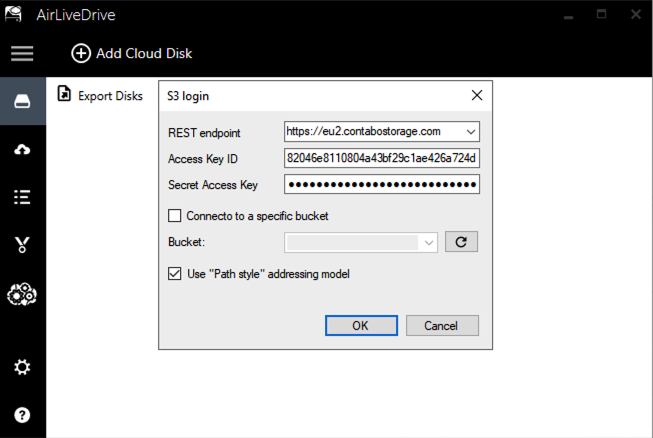 AirLiveDrive
Add Cloud Disk
Export Disks
S3 login
REST endpoint
https://eu2.contabostorage.com
Access Key ID
82046e8110804a43bf29c1ae426a724d
Secret Access Key
Connecto to a specific bucket
Bucket:
Use "Path style" addressing model
OK
Cancel